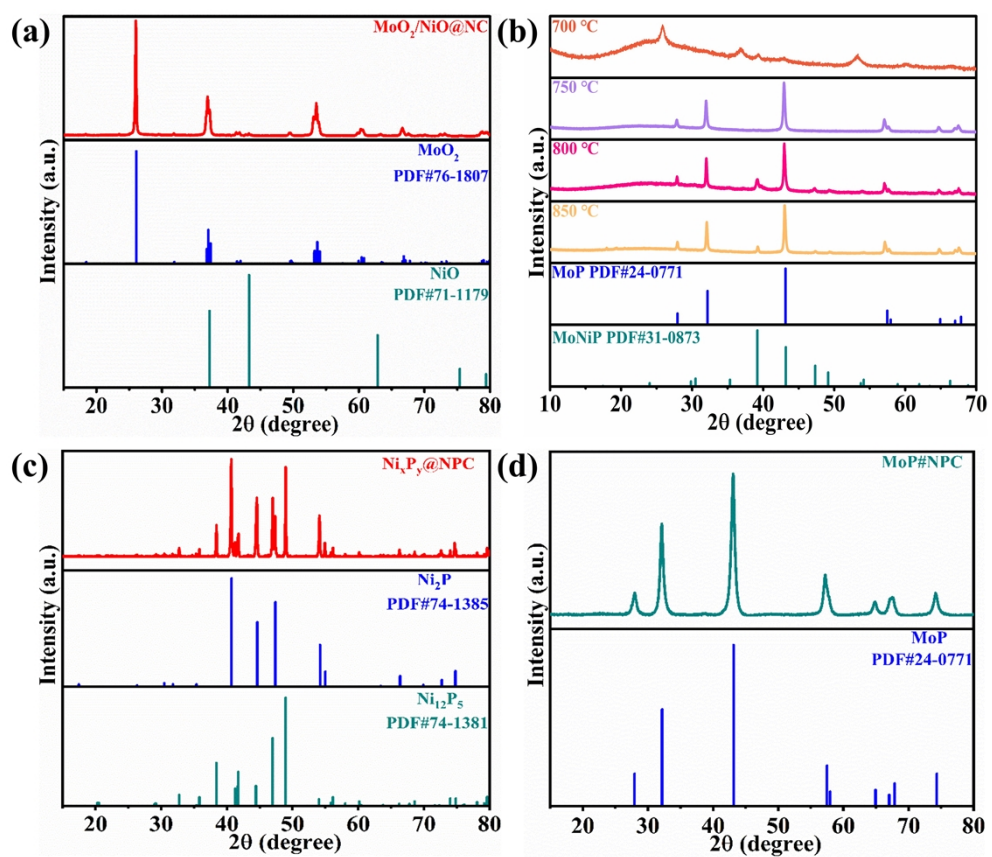 (a)
MoO₂/NiO@NC
MoO₂
PDF#76-1807
NiO
PDF#71-1179
Intensity (a.u.)
20 30 40 50 60 70 80
2θ (degree)
(b)
700 ℃
750 ℃
800 ℃
850 ℃
MoP PDF#24-0771
MoNiP PDF#31-0873
Intensity (a.u.)
10 20 30 40 50 60 70
2θ (degree)
(c)
NiₓPᵧ@NPC
Ni₂P
PDF#74-1385
Ni₁₂P₅
PDF#74-1381
Intensity (a.u.)
20 30 40 50 60 70 80
2θ (degree)
(d)
MoP#NPC
MoP
PDF#24-0771
Intensity (a.u.)
20 30 40 50 60 70 80
2θ (degree)